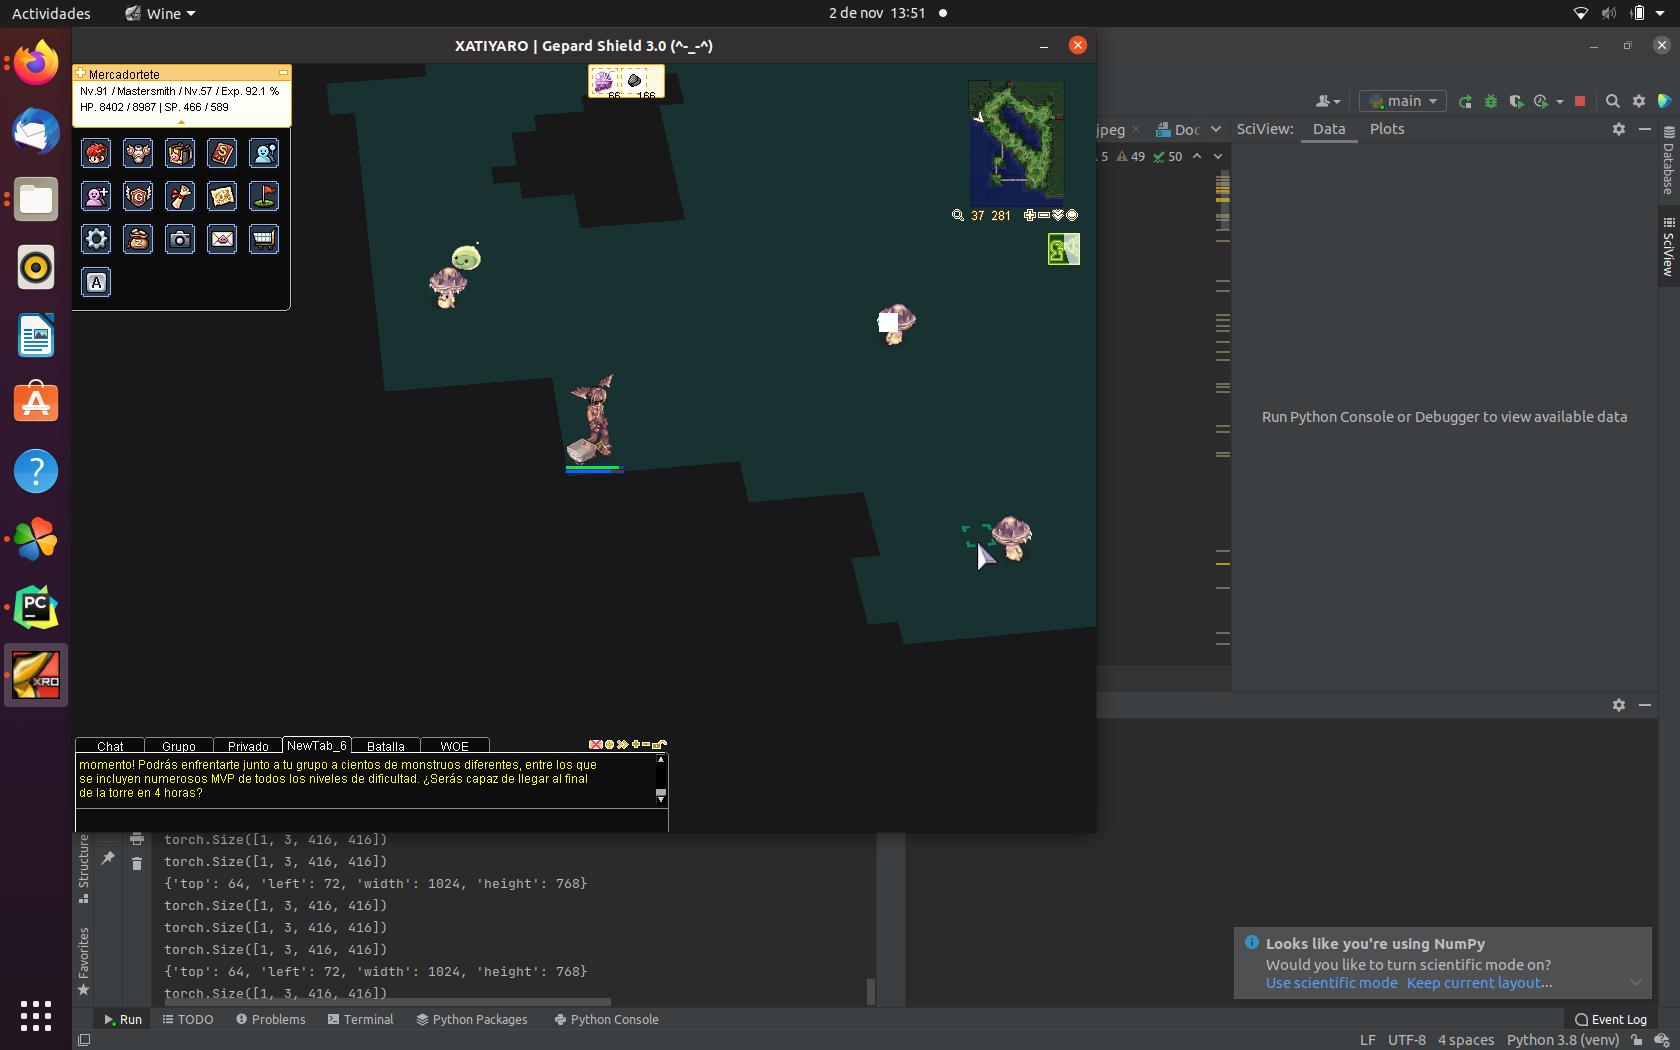 Actividades
Wine
2 de nov 13:51
XATIYARO | Gepard Shield 3.0 (^-_-^)
Mercadortete
Nv.91 / Mastersmith / Nv.57 / Exp. 92.1 %
HP. 8402 / 8987 | SP. 466 / 589
66
166
37 281
A
main
jpeg
Doc
SciView:
Data
Plots
5
49
50
Database
SciView
Run Python Console or Debugger to view available data
PC
XRO
Chat
Grupo
Privado
NewTab_6
Batalla
WOE
momento! Podrás enfrentarte junto a tu grupo a cientos de monstruos diferentes, entre los que
se incluyen numerosos MVP de todos los niveles de dificultad. ¿Serás capaz de llegar al final
de la torre en 4 horas?
torch.Size([1, 3, 416, 416])
torch.Size([1, 3, 416, 416])
{'top': 64, 'left': 72, 'width': 1024, 'height': 768}
torch.Size([1, 3, 416, 416])
torch.Size([1, 3, 416, 416])
torch.Size([1, 3, 416, 416])
{'top': 64, 'left': 72, 'width': 1024, 'height': 768}
torch.Size([1, 3, 416, 416])
Structure
Favorites
Looks like you're using NumPy
Would you like to turn scientific mode on?
Use scientific mode Keep current layout...
Run
TODO
Problems
Terminal
Python Packages
Python Console
Event Log
LF UTF-8 4 spaces Python 3.8 (venv)